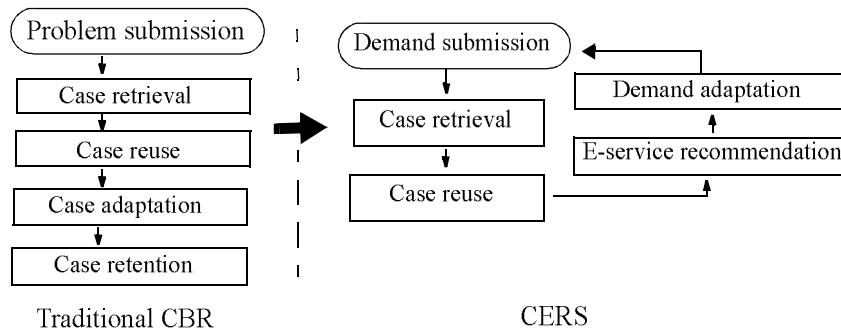 Problem submission
Case retrieval
Case reuse
Case adaptation
Case retention
Traditional CBR
Demand submission
Case retrieval
Case reuse
E-service recommendation
Demand adaptation
CERS